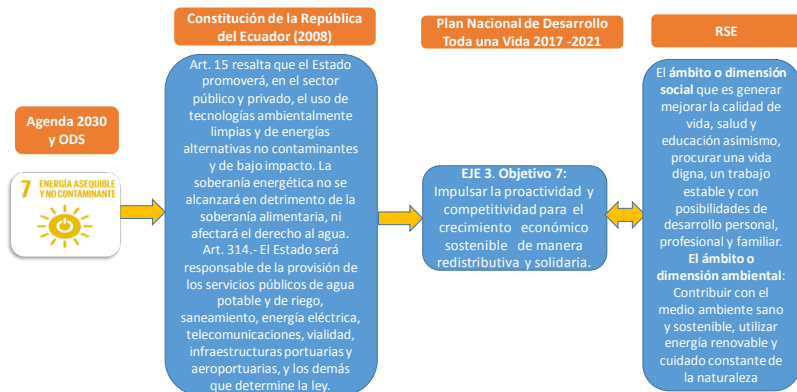 Agenda 2030
y ODS
7 ENERGÍA ASEQUIBLE
Y NO CONTAMINANTE
Constitución de la República
del Ecuador (2008)
Art. 15 resalta que el Estado
promoverá, en el sector
público y privado, el uso de
tecnologías ambientalmente
limpias y de energías
alternativas no contaminantes
y de bajo impacto. La
soberanía energética no se
alcanzará en detrimento de la
soberanía alimentaria, ni
afectará el derecho al agua.
Art. 314.- El Estado será
responsable de la provisión de
los servicios públicos de agua
potable y de riego,
saneamiento, energía eléctrica,
telecomunicaciones, vialidad,
infraestructuras portuarias y
aeroportuarias, y los demás
que determine la ley.
Plan Nacional de Desarrollo
Toda una Vida 2017 -2021
EJE 3. Objetivo 7:
Impulsar la proactividad y
competitividad para el
crecimiento económico
sostenible de manera
redistributiva y solidaria.
RSE
El ámbito o dimensión
social que es generar
mejorar la calidad de
vida, salud y
educación asimismo,
procurar una vida
digna, un trabajo
estable y con
posibilidades de
desarrollo personal,
profesional y familiar.
El ámbito o
dimensión ambiental:
Contribuir con el
medio ambiente sano
y sostenible, utilizar
energía renovable y
cuidado constante de
la naturaleza